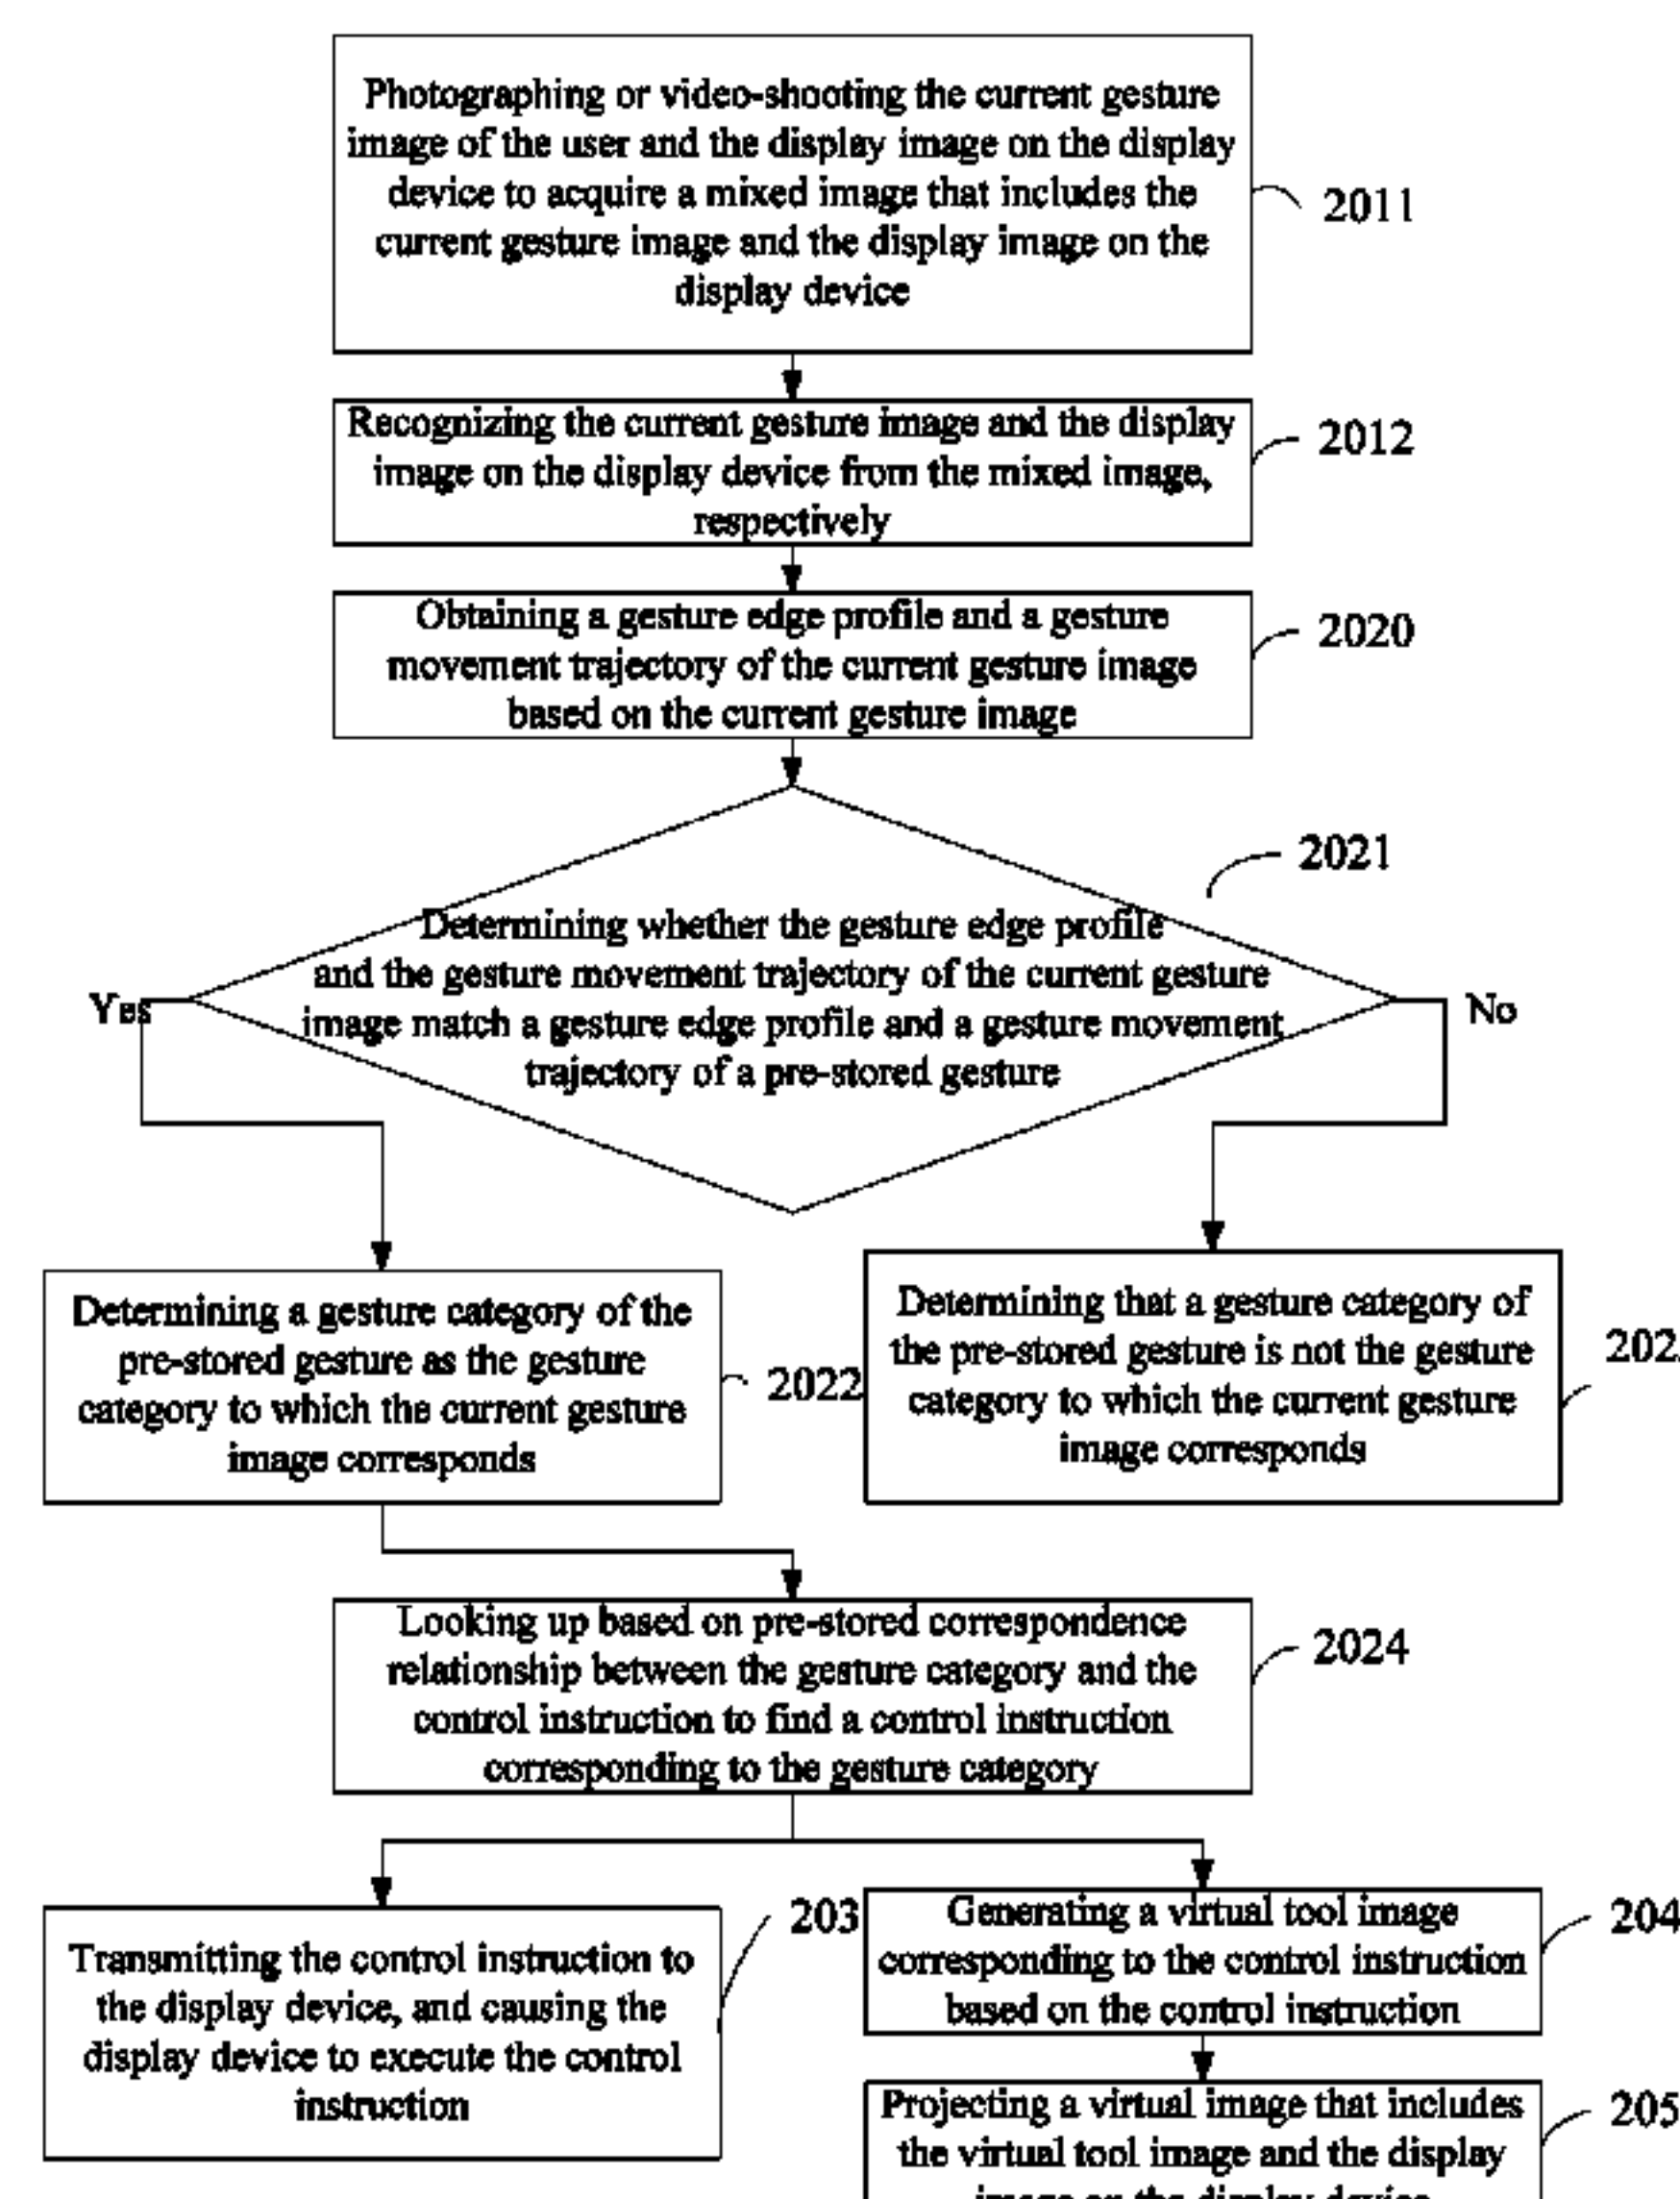 Photographing or video-shooting the current gesture
image of the user and the display image on the display
device to acquire a mixed image that includes the
current gesture image and the display image on the
display device
2011
Recognizing the current gesture image and the display
image on the display device from the mixed image,
respectively
2012
Obtaining a gesture edge profile and a gesture
movement trajectory of the current gesture image
based on the current gesture image
2020
2021
Determining whether the gesture edge profile
and the gesture movement trajectory of the current gesture
image match a gesture edge profile and a gesture movement
trajectory of a pre-stored gesture
Yes
No
Determining a gesture category of the
pre-stored gesture as the gesture
category to which the current gesture
image corresponds
2022
Determining that a gesture category of
the pre-stored gesture is not the gesture
category to which the current gesture
image corresponds
Looking up based on pre-stored correspondence
relationship between the gesture category and the
control instruction to find a control instruction
corresponding to the gesture category
2024
Transmitting the control instruction to
the display device, and causing the
display device to execute the control
instruction
203
Generating a virtual tool image
corresponding to the control instruction
based on the control instruction
204
Projecting a virtual image that includes
the virtual tool image and the display
image on the display device
205